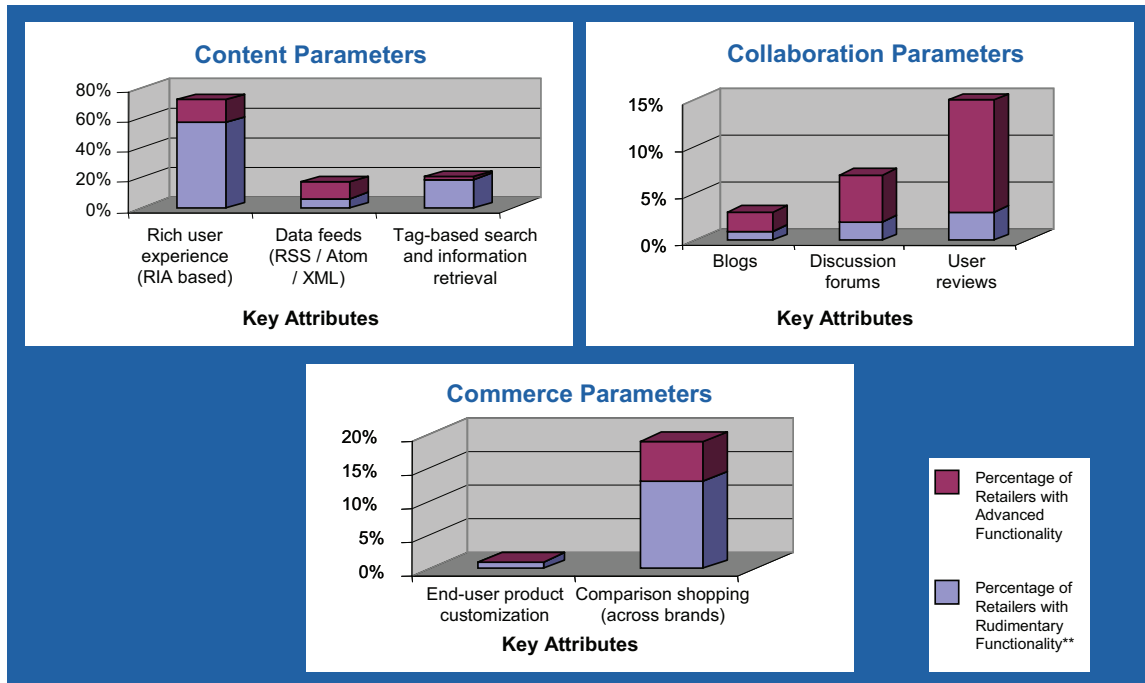 Content Parameters
80%
60%
40%
20%
0%
Rich user
experience
(RIA based)
Data feeds
(RSS / Atom
/ XML)
Tag-based search
and information
retrieval
Key Attributes
Collaboration Parameters
15%
10%
5%
0%
Blogs
Discussion
forums
User
reviews
Key Attributes
Commerce Parameters
20%
15%
10%
5%
0%
End-user product
customization
Comparison shopping
(across brands)
Key Attributes
Percentage of
Retailers with
Advanced
Functionality
Percentage of
Retailers with
Rudimentary
Functionality**